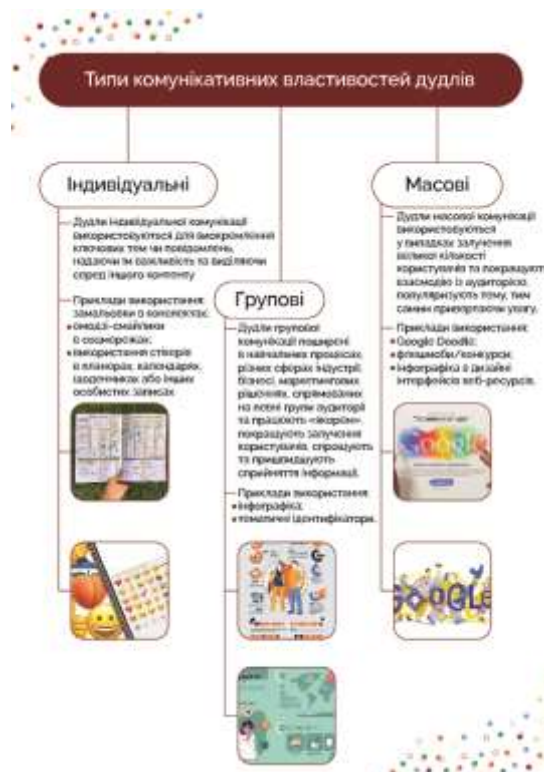 Типи комунікативних властивостей дудлів
Індивідуальні
Дудли індивідуальної комунікації
використовуються для виокремлення
ключових тем чи повідомлень,
надаючи їм важливість та виділяючи
серед іншого контенту
Приклади використання:
замальовки в конспектах;
емодзі-смайлики
в соцмережах;
використання стікерів
в планерах, календарях,
щоденниках або інших
особистих записах
Групові
Дудли групової
комунікації поширені
в навчальних процесах,
різних сферах індустрії,
бізнесі, маркетингових
рішеннях, спрямованих
на певні групи аудиторії
та працюють «якорем»,
покращують залучення
користувачів, спрощують
та пришвидшують
сприйняття інформації.
Приклади використання
інфографіка;
тематичні ідентифікатори.
Масові
Дудли масової комунікації
використовуються
у випадках залучення
великої кількості
користувачів та покращують
взаємодію із аудиторією,
популяризують тему, тим
самим привертаючи увагу.
Приклади використання:
Google Doodle;
флешмоби/конкурси;
інфографіка в дизайні
інтерфейсів веб-ресурсів.
GOOGLE
GOOGLE